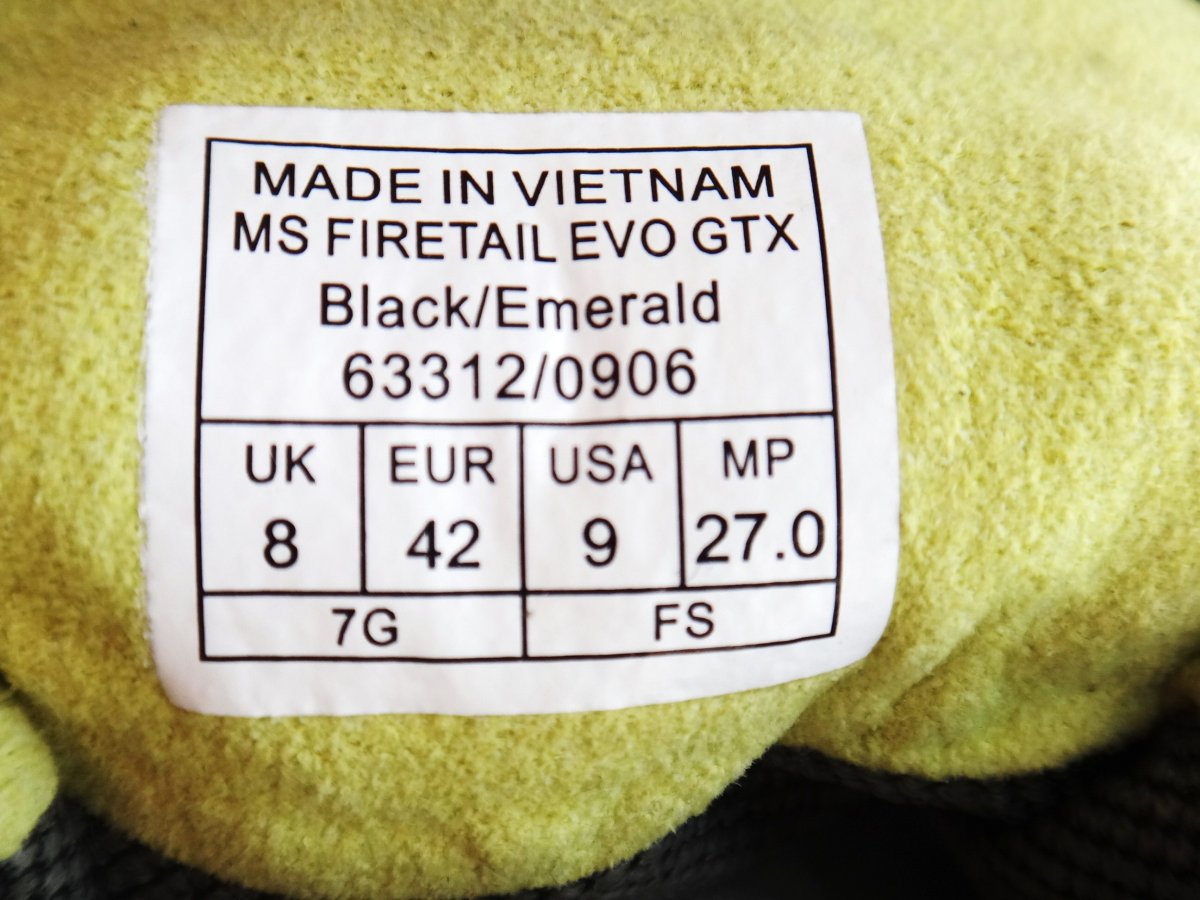 MADE IN VIETNAM
MS FIRETAIL EVO GTX
Black/Emerald
63312/0906
UK EUR USA MP
8 42 9 27.0
7G FS